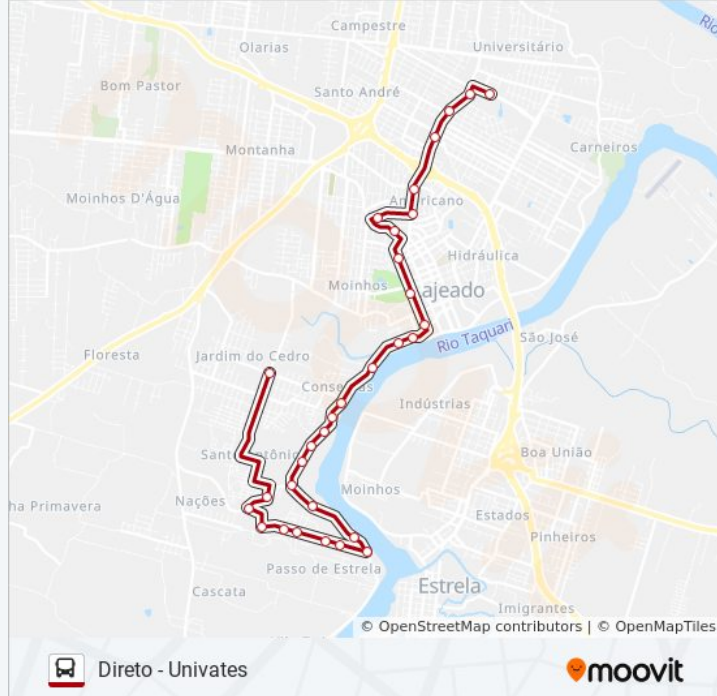 Campestre
Rio
Olarias
Universitário
Bom Pastor
Santo André
Montanha
Carneiros
Moinhos D'Água
Americano
Hidráulica
Moinhos
Lajeado
Rio Taquari
São José
Floresta
Jardim do Cedro
Conservas
Indústrias
Santo Antônio
Boa União
Moinhos
ha Primavera
Nações
Estados
Pinheiros
Passo de Estrela
Cascata
Estrela
Imigrantes
© OpenStreetMap contributors | © OpenMapTiles
Direto - Univates
moovit